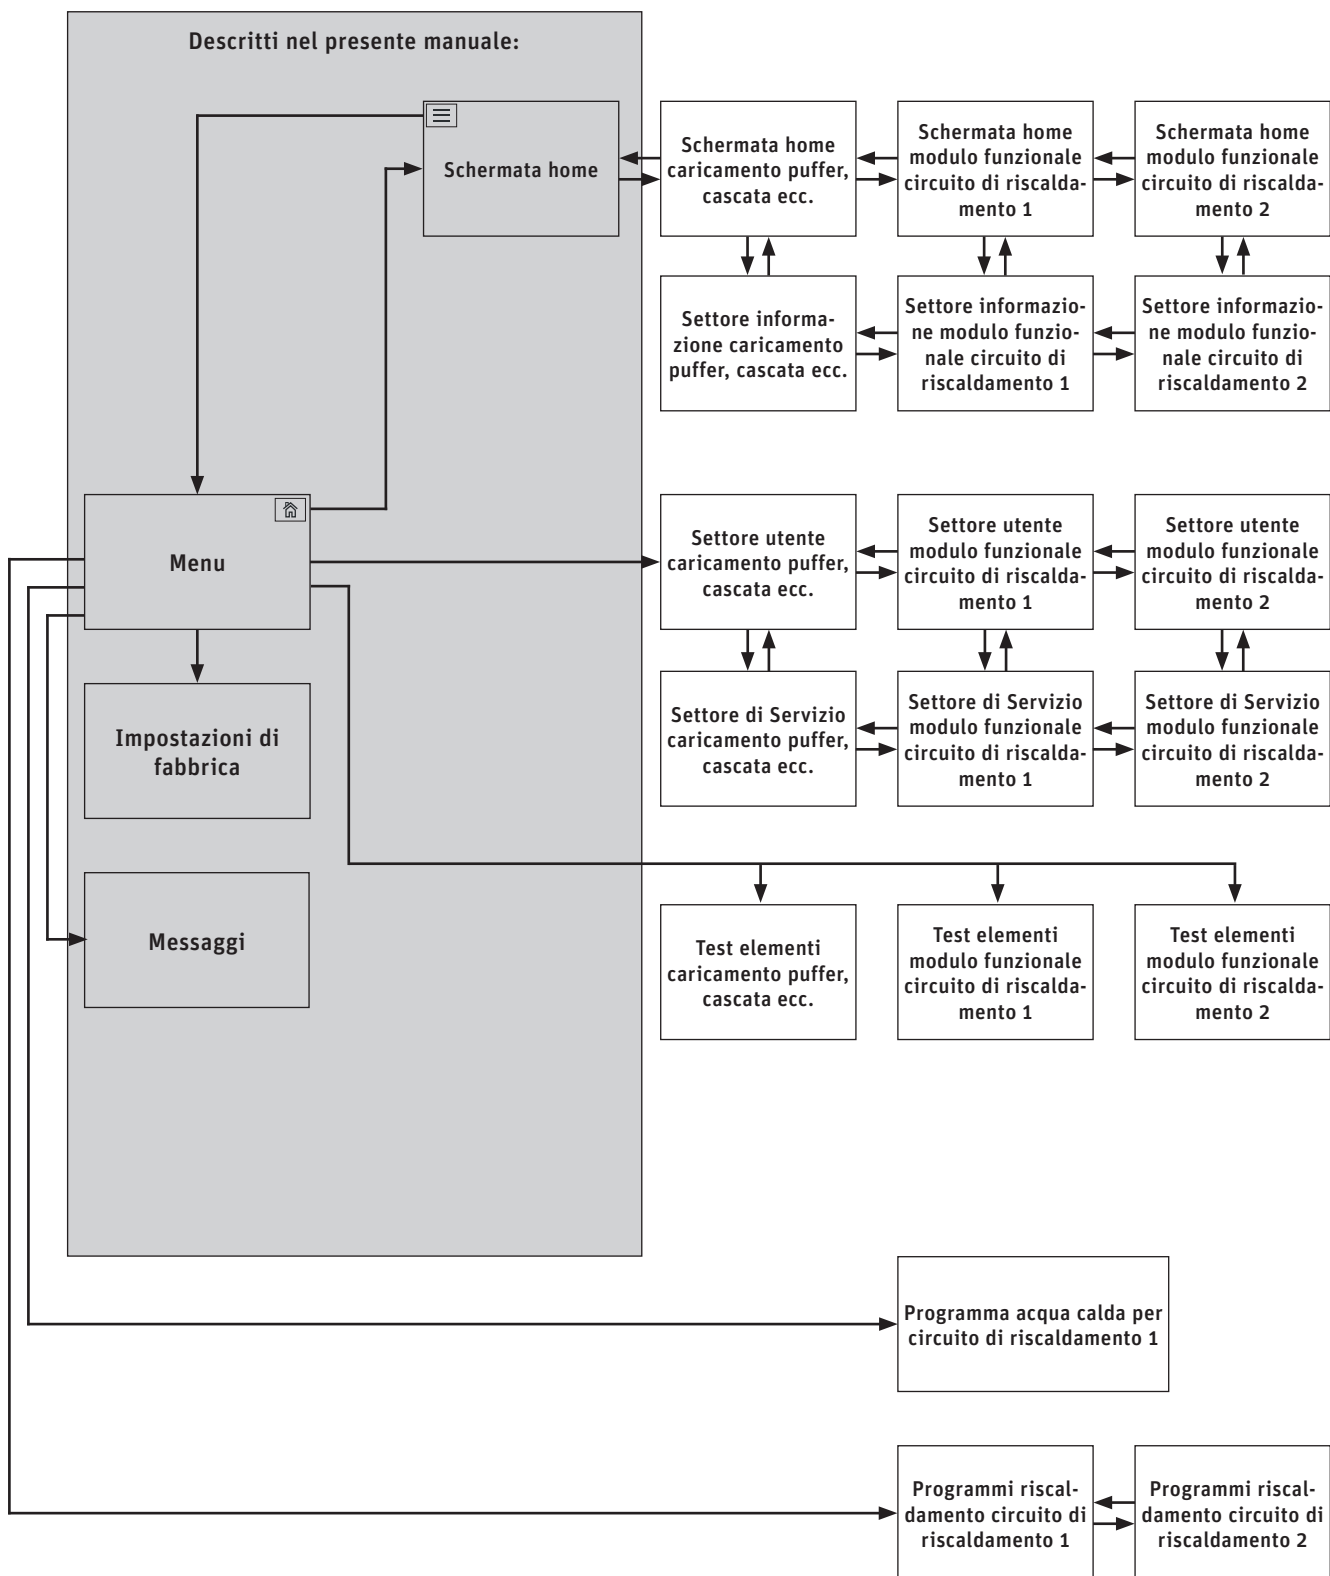 Descritti nel presente manuale:
Schermata home
Schermata home
caricamento puffer,
cascata ecc.
Schermata home
modulo funzionale
circuito di riscalda-
mento 1
Schermata home
modulo funzionale
circuito di riscalda-
mento 2
Settore informa-
zione caricamento
puffer, cascata ecc.
Settore informazio-
ne modulo funzio-
nale circuito di
riscaldamento 1
Settore informazio-
ne modulo funzio-
nale circuito di
riscaldamento 2
Menu
Settore utente
caricamento puffer,
cascata ecc.
Settore utente
modulo funzionale
circuito di riscalda-
mento 1
Settore utente
modulo funzionale
circuito di riscalda-
mento 2
Impostazioni di
fabbrica
Settore di Servizio
caricamento puffer,
cascata ecc.
Settore di Servizio
modulo funzionale
circuito di riscalda-
mento 1
Settore di Servizio
modulo funzionale
circuito di riscalda-
mento 2
Messaggi
Test elementi
caricamento puffer,
cascata ecc.
Test elementi
modulo funzionale
circuito di riscalda-
mento 1
Test elementi
modulo funzionale
circuito di riscalda-
mento 2
Programma acqua calda per
circuito di riscaldamento 1
Programmi riscal-
damento circuito di
riscaldamento 1
Programmi riscal-
damento circuito di
riscaldamento 2